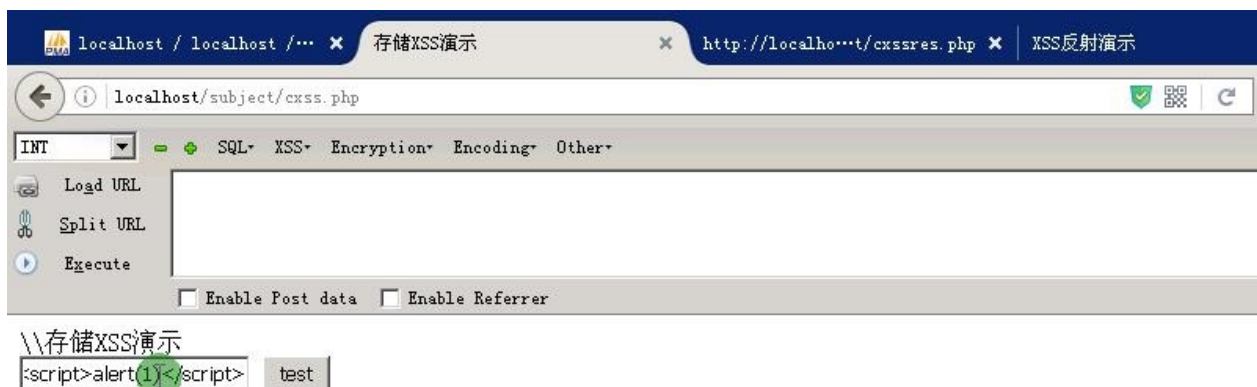 localhost / localhost /… × 存储XSS演示 × http://localho…t/cxssres.php × XSS反射演示
localhost/subject/cxss.php
INT SQL- XSS- Encryption- Encoding- Other-
Load URL
Split URL
Execute
Enable Post data Enable Referrer
\\存储XSS演示
<script>alert(1)</script> test